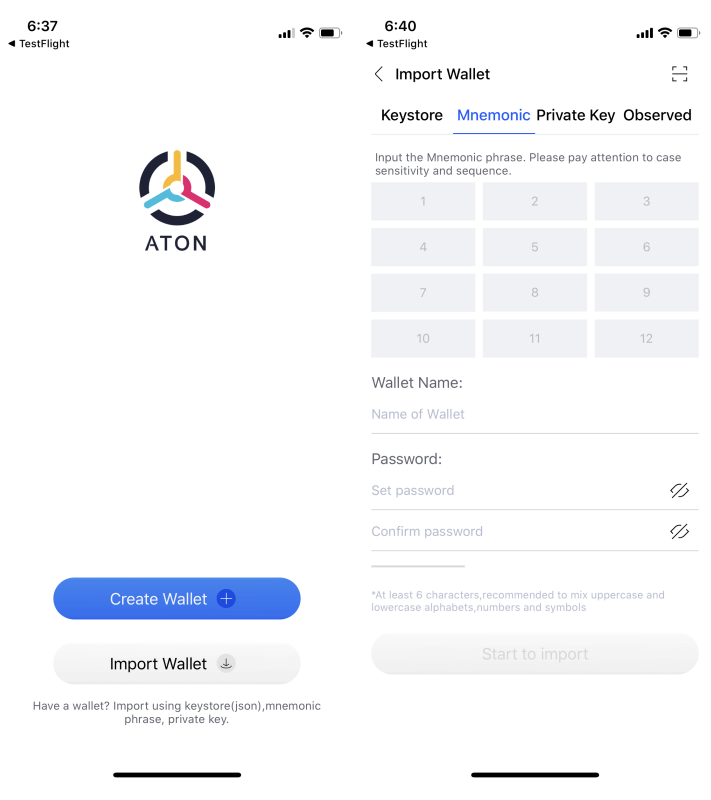 6:37
◀ TestFlight
ATON
Create Wallet
Import Wallet
Have a wallet? Import using keystore(json),mnemonic
phrase, private key.
6:40
◀ TestFlight
Import Wallet
Keystore Mnemonic Private Key Observed
Input the Mnemonic phrase. Please pay attention to case
sensitivity and sequence.
1 2 3
4 5 6
7 8 9
10 11 12
Wallet Name:
Name of Wallet
Password:
Set password
Confirm password
*At least 6 characters,recommended to mix uppercase and
lowercase alphabets,numbers and symbols
Start to import